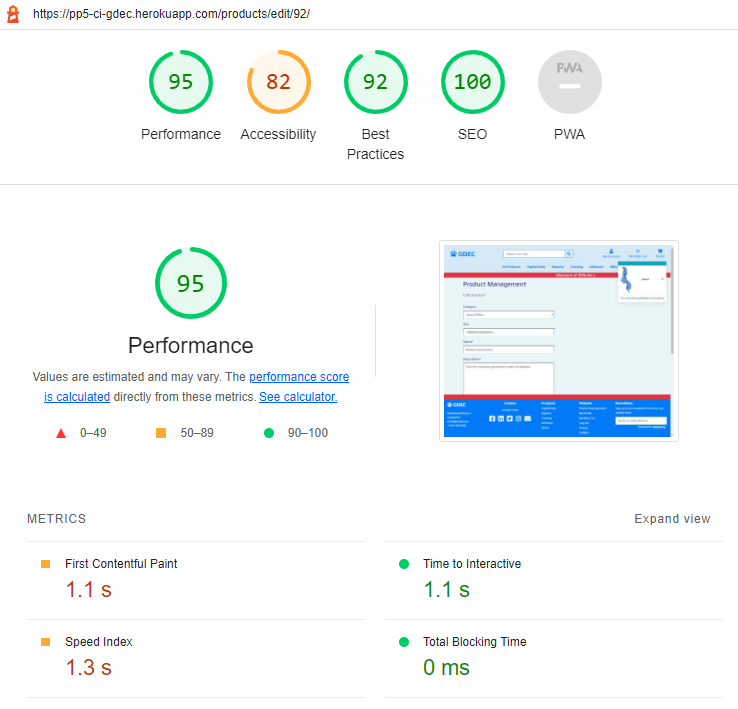 https://pp5-ci-gdec.herokuapp.com/products/edit/92/
95
82
92
100
PWA
Performance
Accessibility
Best
Practices
SEO
PWA
95
Performance
Values are estimated and may vary. The performance score
is calculated directly from these metrics. See calculator.
0–49
50–89
90–100
GDEC
Product Management
METRICS
Expand view
First Contentful Paint
1.1 s
Time to Interactive
1.1 s
Speed Index
1.3 s
Total Blocking Time
0 ms